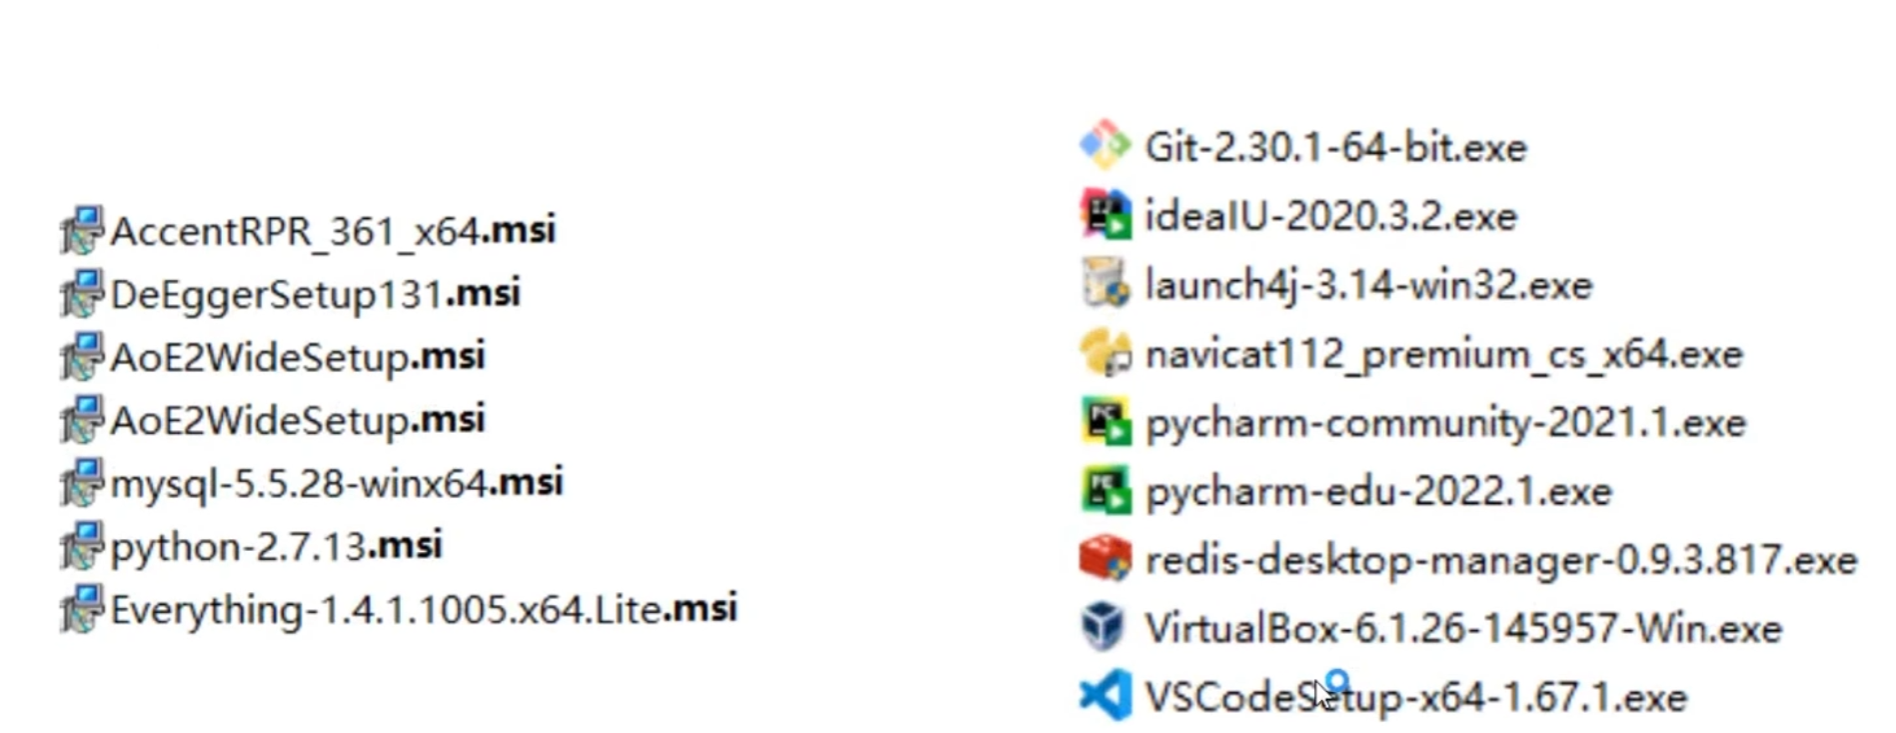 AccentRPR_361_x64.msi
DeEggerSetup131.msi
AoE2WideSetup.msi
AoE2WideSetup.msi
mysql-5.5.28-winx64.msi
python-2.7.13.msi
Everything-1.4.1.1005.x64.Lite.msi
Git-2.30.1-64-bit.exe
ideaIU-2020.3.2.exe
launch4j-3.14-win32.exe
navicat112_premium_cs_x64.exe
pycharm-community-2021.1.exe
pycharm-edu-2022.1.exe
redis-desktop-manager-0.9.3.817.exe
VirtualBox-6.1.26-145957-Win.exe
VSCodeSetup-x64-1.67.1.exe